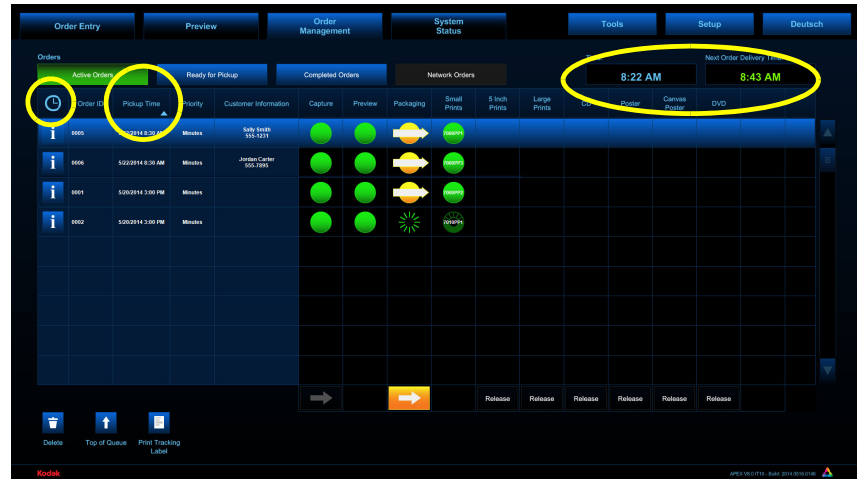 Order Entry
Preview
Order
Management
System
Status
Tools
Setup
Deutsch
Orders
Next Order Delivery Time
Active Orders
Ready for Pickup
Completed Orders
Network Orders
8:22 AM
8:43 AM
Order ID
Pickup Time
Priority
Customer Information
Capture
Preview
Packaging
Small
Prints
5 Inch
Prints
Large
Prints
CD
Poster
Canvas
Poster
DVD
i 0005 5/22/2014 8:30 AM Minutes Sally Smith
555-1231
7000PP1
i 0006 5/22/2014 8:30 AM Minutes Jordan Carter
555-7895
i 0001 5/20/2014 3:00 PM Minutes
i 0002 5/20/2014 3:00 PM Minutes
7010PP1
Release
Release
Release
Release
Release
Release
Delete
Top of Queue
Print Tracking
Label
Kodak